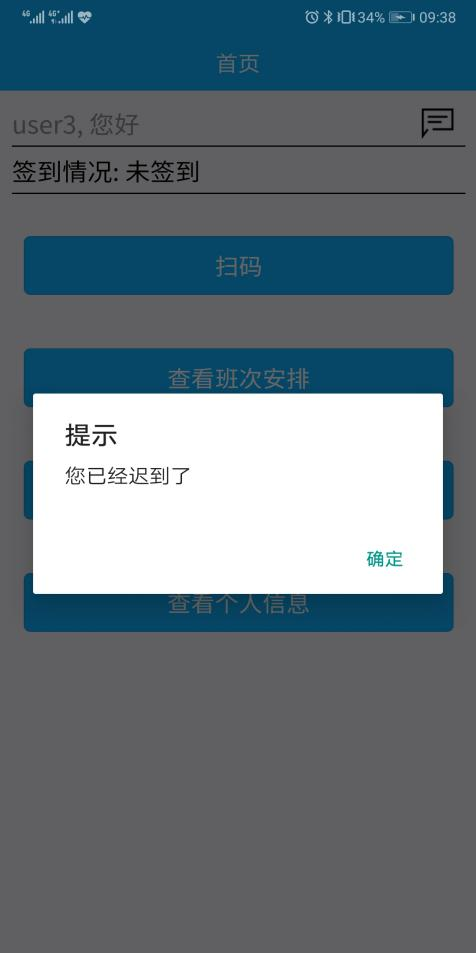 4G 4G+ 34% 09:38
首页
user3, 您好
签到情况: 未签到
扫码
查看班次安排
提示
您已经迟到了
确定
查看个人信息